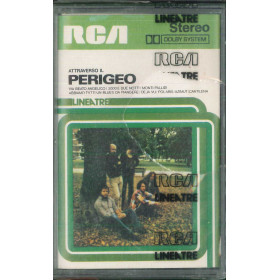 RCA
LINEATRE
Stereo
DOLBY SYSTEM
RCA
LINEATRE
ATTRAVERSO IL
PERIGEO
LINEATRE
RCA
LINEATRE
RCA
LINEATRE